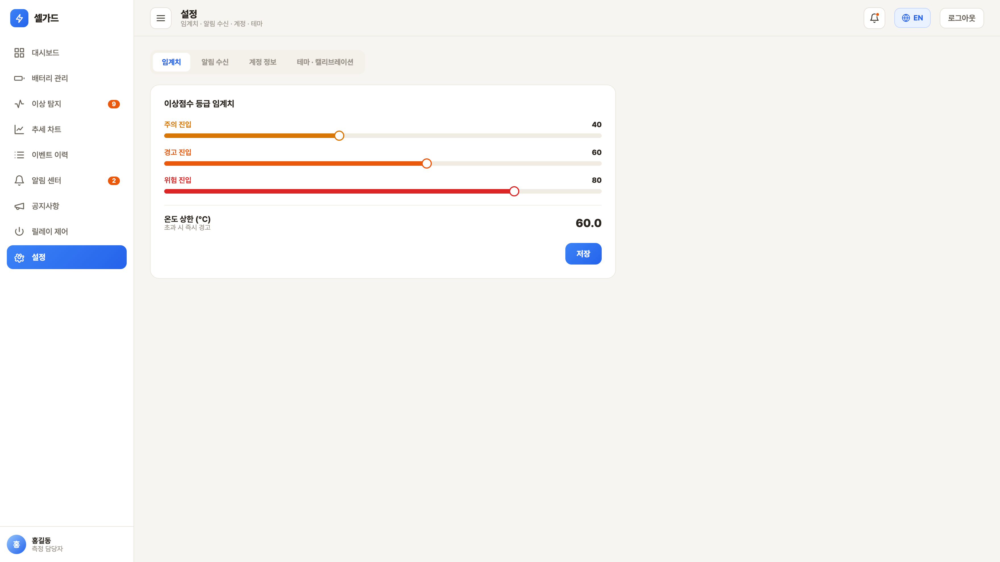 셀가드
대시보드
배터리 관리
이상 탐지 9
추세 차트
이벤트 이력
알림 센터 2
공지사항
릴레이 제어
설정
홍 홍길동
측정 담당자
설정
임계치 · 알림 수신 · 계정 · 테마
EN 로그아웃
임계치 알림 수신 계정 정보 테마 · 캘리브레이션
이상점수 등급 임계치
주의 진입 40
경고 진입 60
위험 진입 80
온도 상한 (°C) 60.0
초과 시 즉시 경고
저장